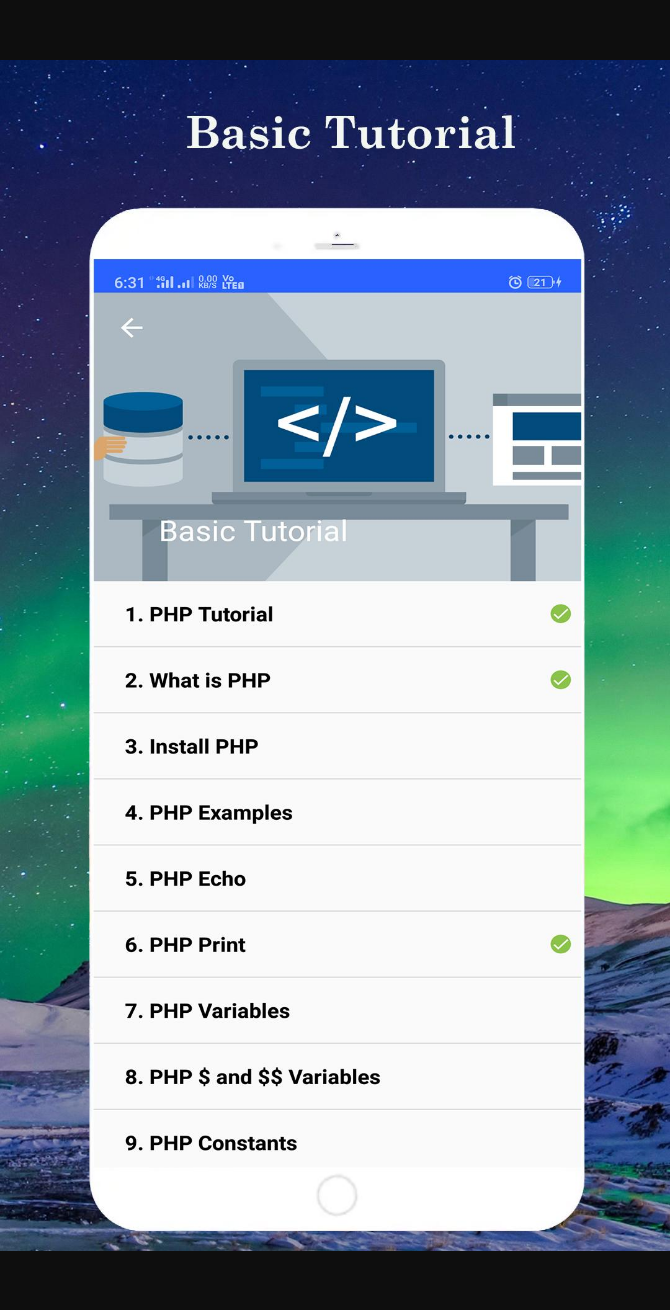 Basic Tutorial
6:31 4G 0.00 KB/S Vo LTE 21
</>
Basic Tutorial
1. PHP Tutorial
2. What is PHP
3. Install PHP
4. PHP Examples
5. PHP Echo
6. PHP Print
7. PHP Variables
8. PHP $ and $$ Variables
9. PHP Constants